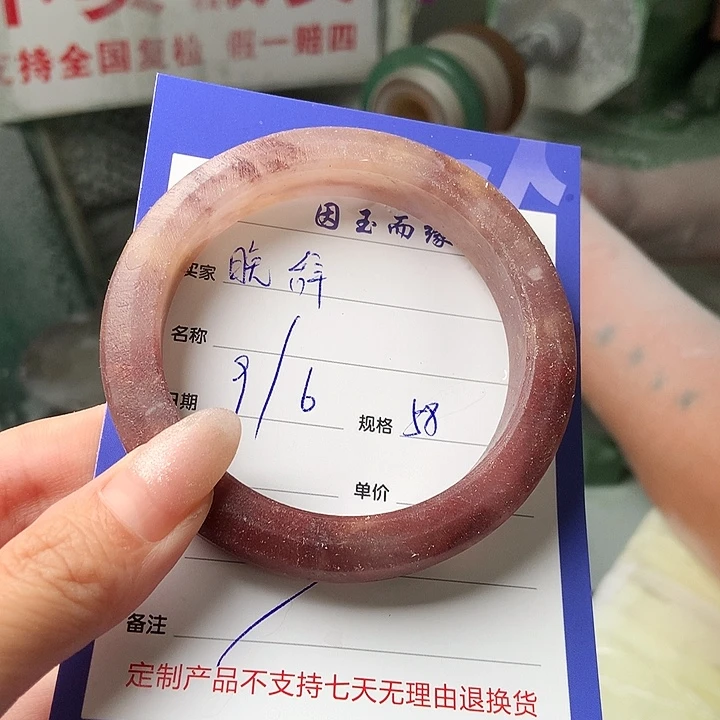 支持全国复检 假一赔四
因玉而缘
买家 晚辞
名称
日期 9/6 规格 58
单价
备注
定制产品不支持七天无理由退换货